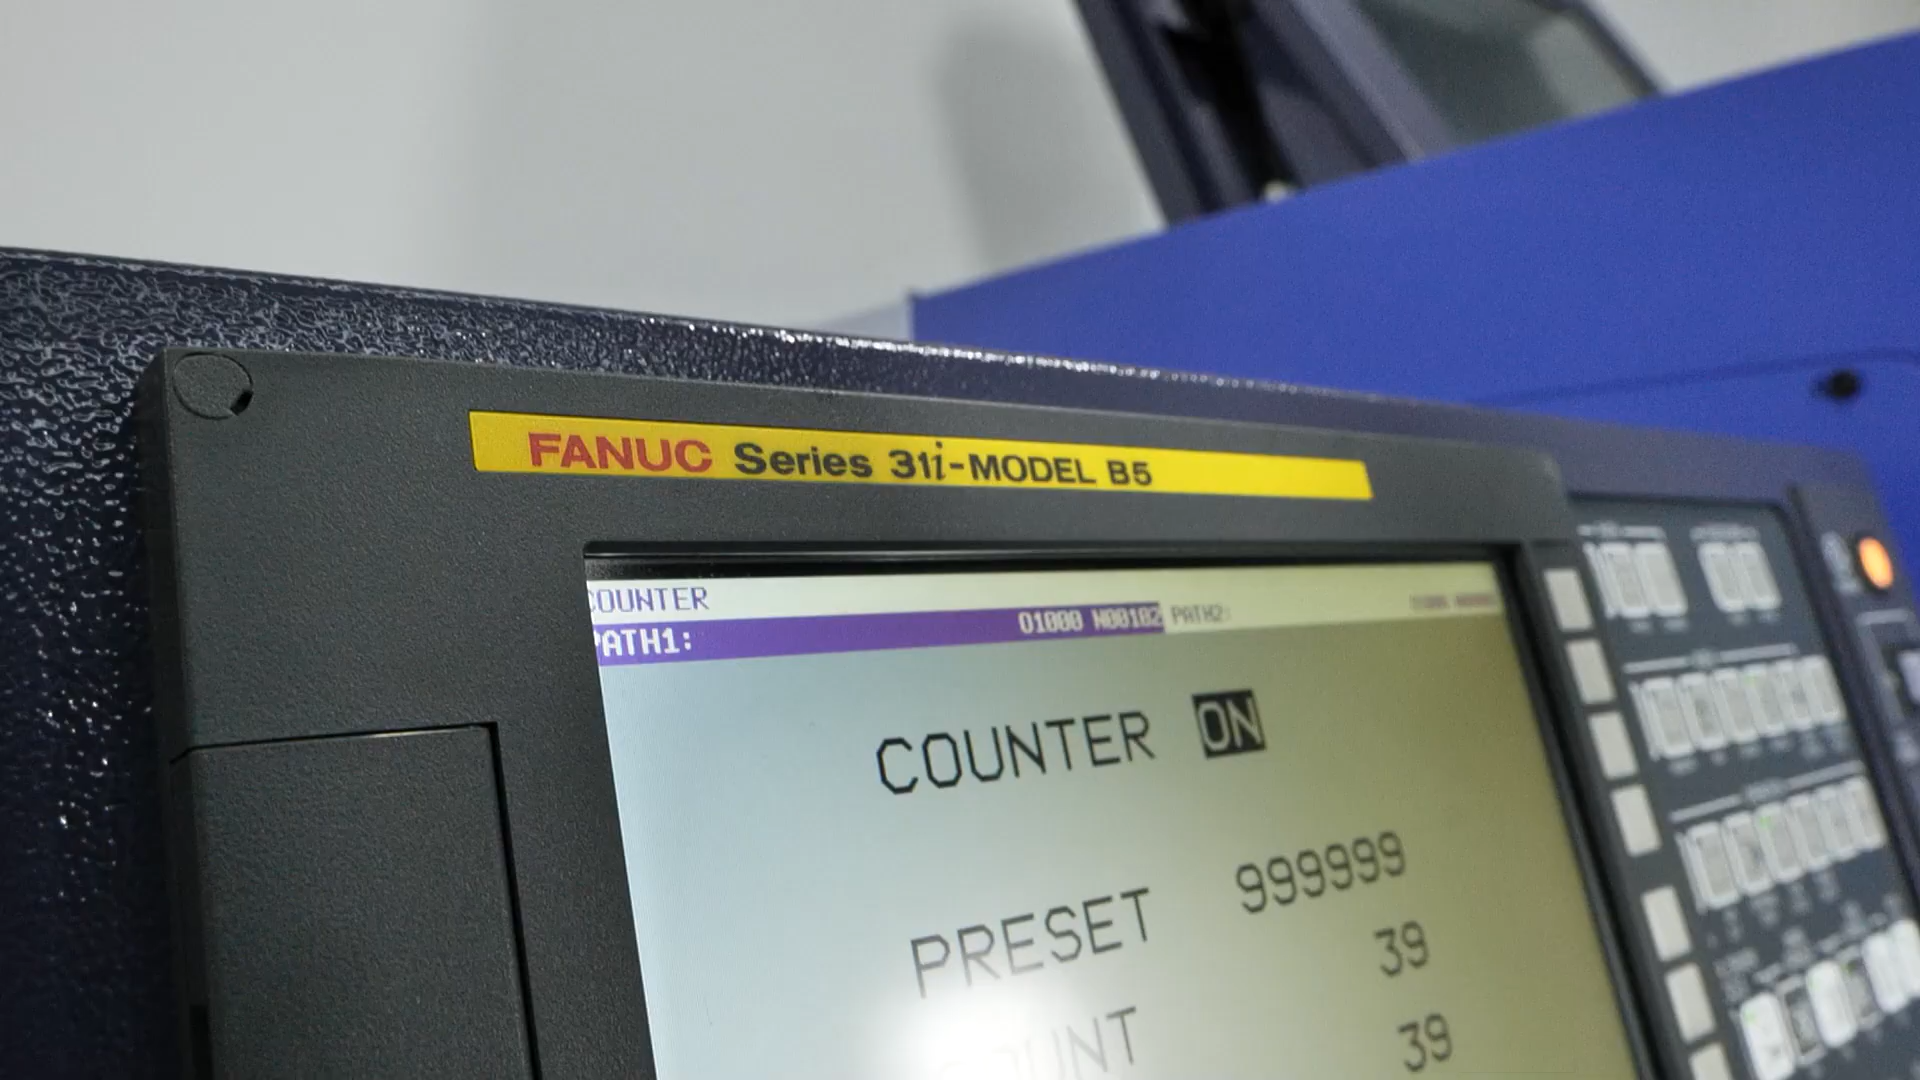 FANUC Series 31i-MODEL B5
COUNTER
PATH1: O1000 N00102 PATH2:
COUNTER ON
PRESET 999999
39
COUNT 39